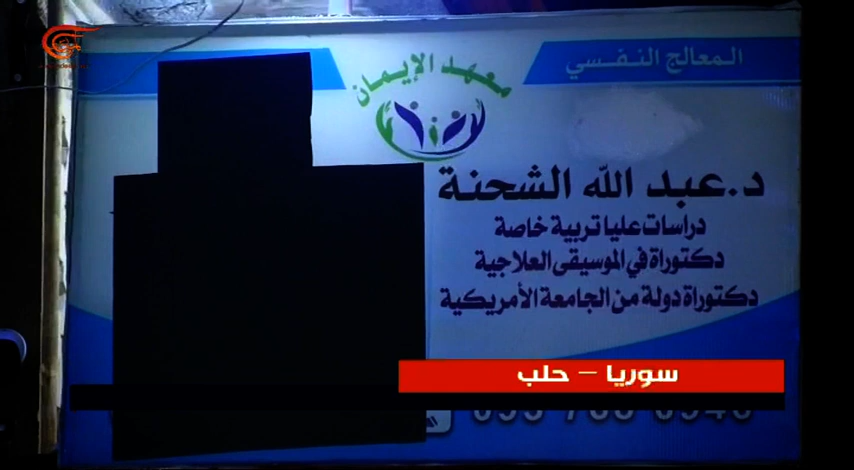 المعالج النفسي
معهد الإيمان
د.عبد الله الشحنة
دراسات عليا تربية خاصة
دكتوراة في الموسيقى العلاجية
دكتوراة دولة من الجامعة الأمريكية
سوريا – حلب